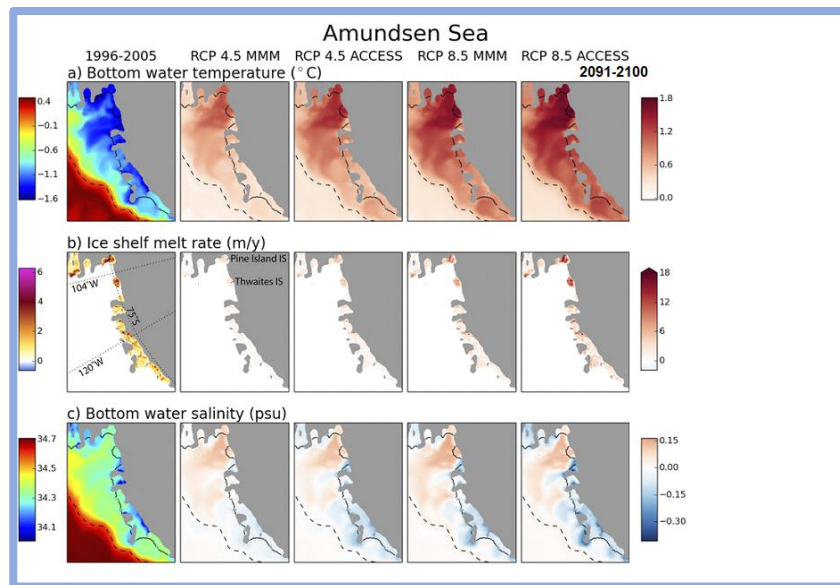 Amundsen Sea
1996-2005 RCP 4.5 MMM RCP 4.5 ACCESS RCP 8.5 MMM RCP 8.5 ACCESS
a) Bottom water temperature (°C) 2091-2100
0.4 1.8
−0.1 1.2
−0.6
−1.1 0.6
−1.6 0.0
b) Ice shelf melt rate (m/y)
Pine Island IS
6 18
104°W Thwaites IS
4 12
75°S
2 6
120°W
0 0
c) Bottom water salinity (psu)
34.7 0.15
34.6
34.4 0.00
34.3 −0.15
34.1 −0.30